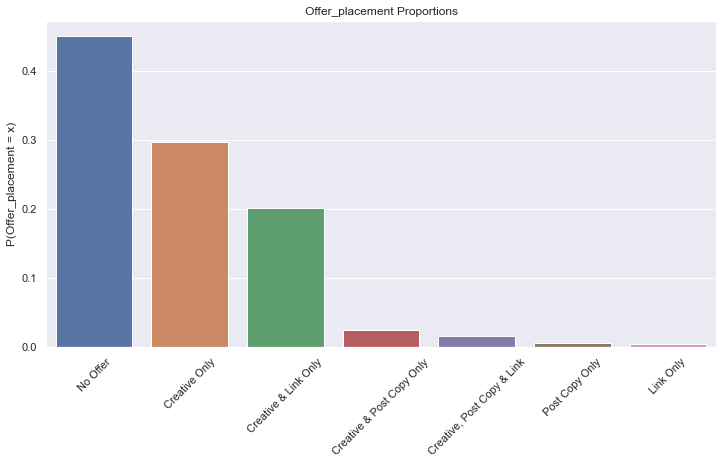 Offer_placement Proportions
P(Offer_placement = x)
0.4
0.3
0.2
0.1
0.0
No Offer
Creative Only
Creative & Link Only
Creative & Post Copy Only
Creative, Post Copy & Link
Post Copy Only
Link Only